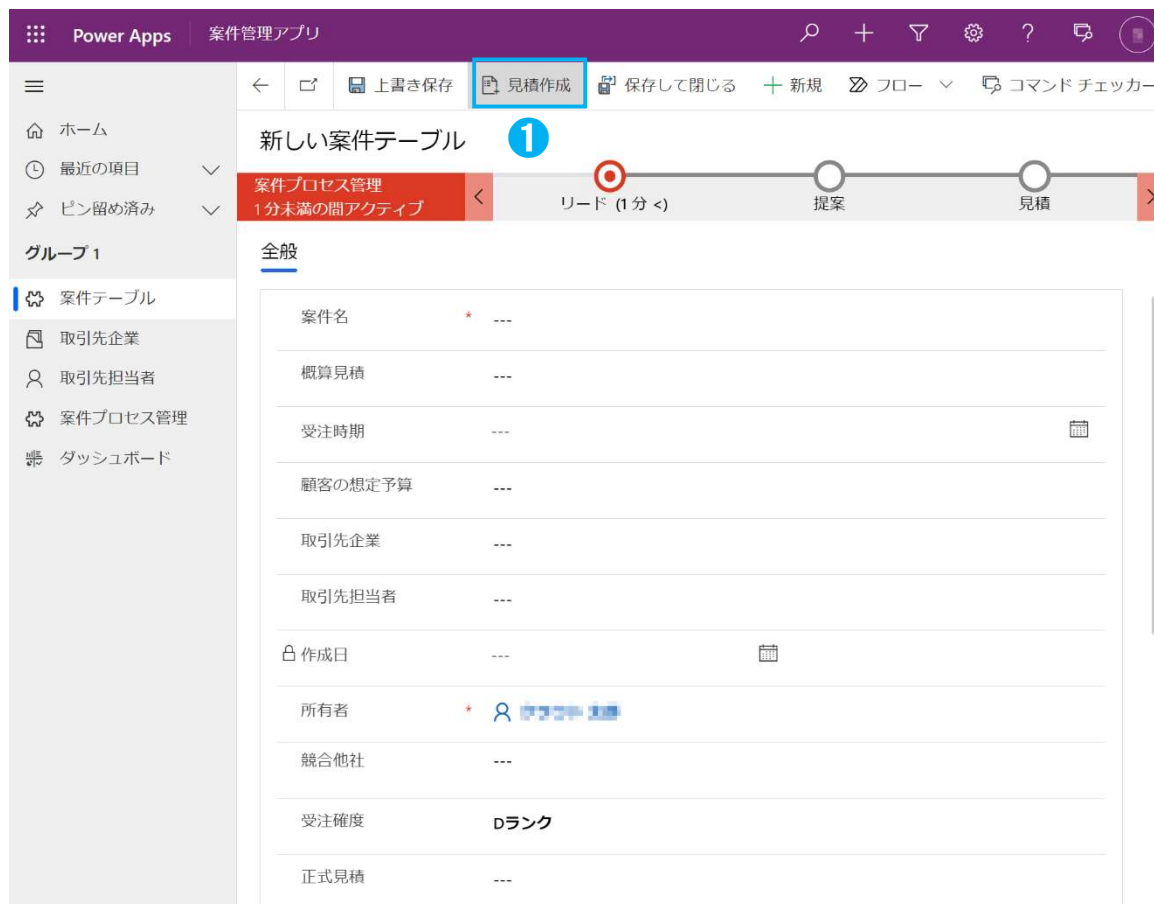 Power Apps 案件管理アプリ
上書き保存 見積作成 保存して閉じる 新規 フロー コマンド チェッカー
ホーム
最近の項目
ピン留め済み
グループ 1
案件テーブル
取引先企業
取引先担当者
案件プロセス管理
ダッシュボード
新しい案件テーブル
1
案件プロセス管理
1 分未満の間アクティブ
リード (1 分 <)
提案
見積
全般
案件名 * ---
概算見積 ---
受注時期 ---
顧客の想定予算 ---
取引先企業 ---
取引先担当者 ---
作成日 ---
所有者 *
競合他社 ---
受注確度 Dランク
正式見積 ---